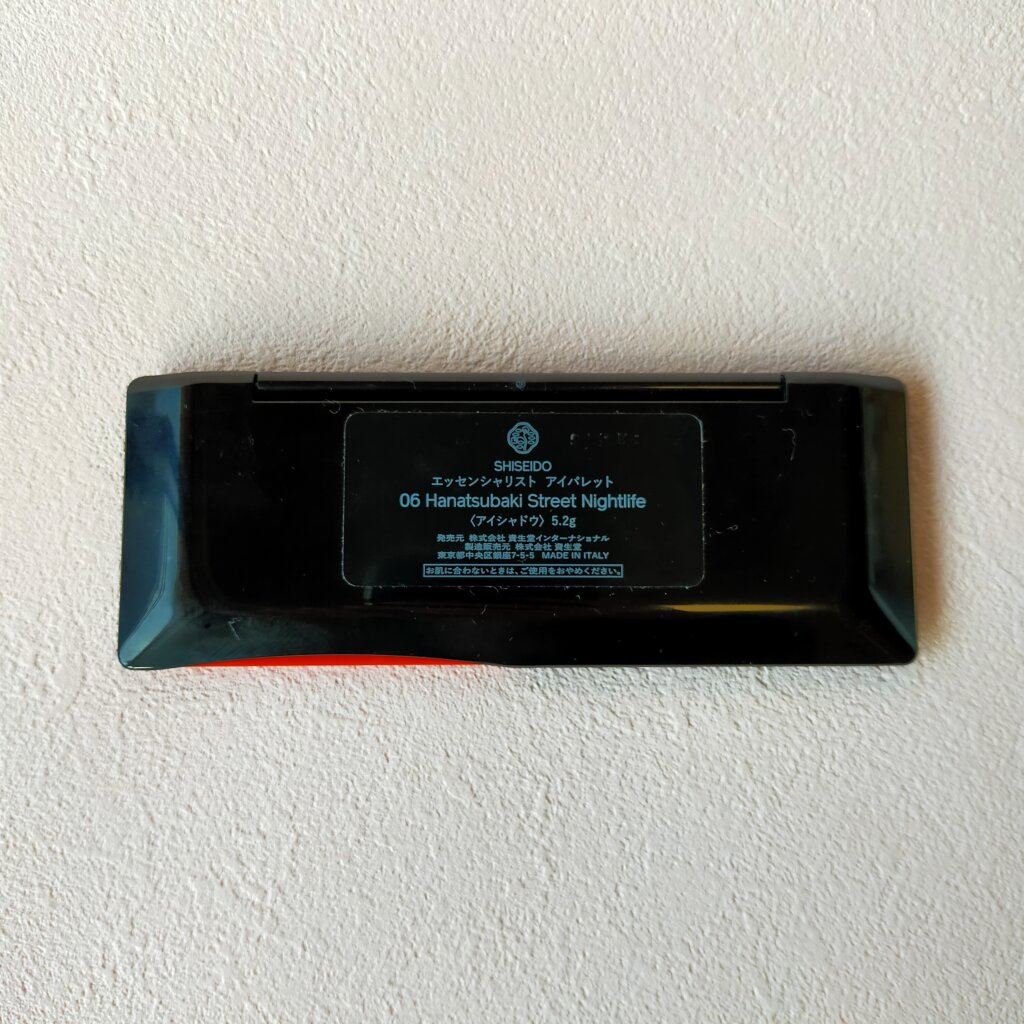 SHISEIDO
エッセンシャリスト アイパレット
06 Hanatsubaki Street Nightlife
〈アイシャドウ〉5.2g
発売元 株式会社 資生堂インターナショナル
製造販売元 株式会社 資生堂
東京都中央区銀座7-5-5 MADE IN ITALY
お肌に合わないときは、ご使用をおやめください。